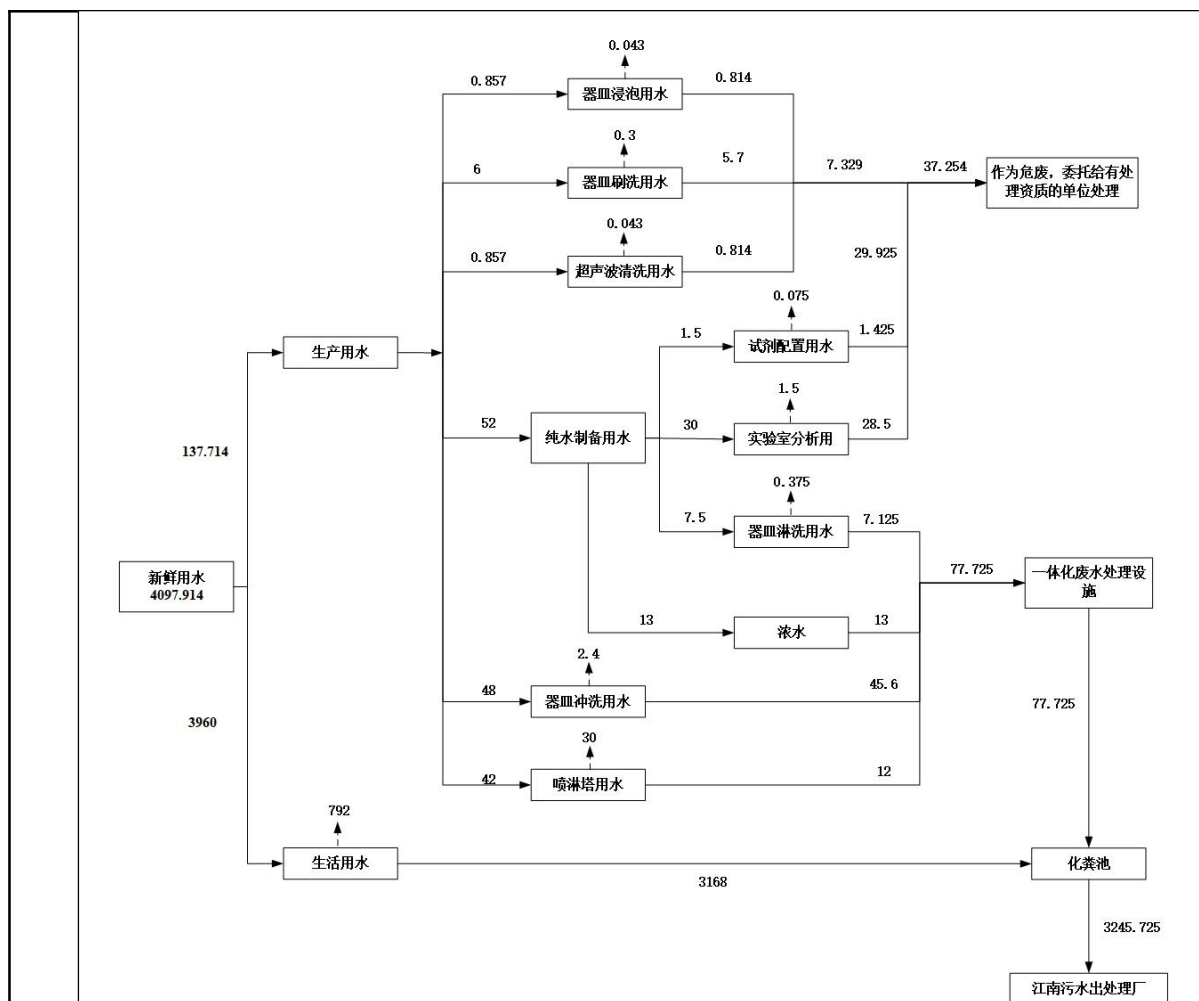 0.043
0.857
器皿浸泡用水
0.814
0.3
6
器皿刷洗用水
5.7
7.329
37.254
作为危废，委托给有处
理资质的单位处理
0.043
0.857
超声波清洗用水
0.814
29.925
0.075
生产用水
1.5
试剂配置用水
1.425
1.5
52
纯水制备用水
30
实验室分析用
28.5
137.714
0.375
7.5
器皿淋洗用水
7.125
新鲜用水
4097.914
77.725
一体化废水处理设
施
13
浓水
13
2.4
48
器皿冲洗用水
45.6
3960
77.725
30
42
喷淋塔用水
12
792
生活用水
3168
化粪池
3245.725
江南污水出处理厂